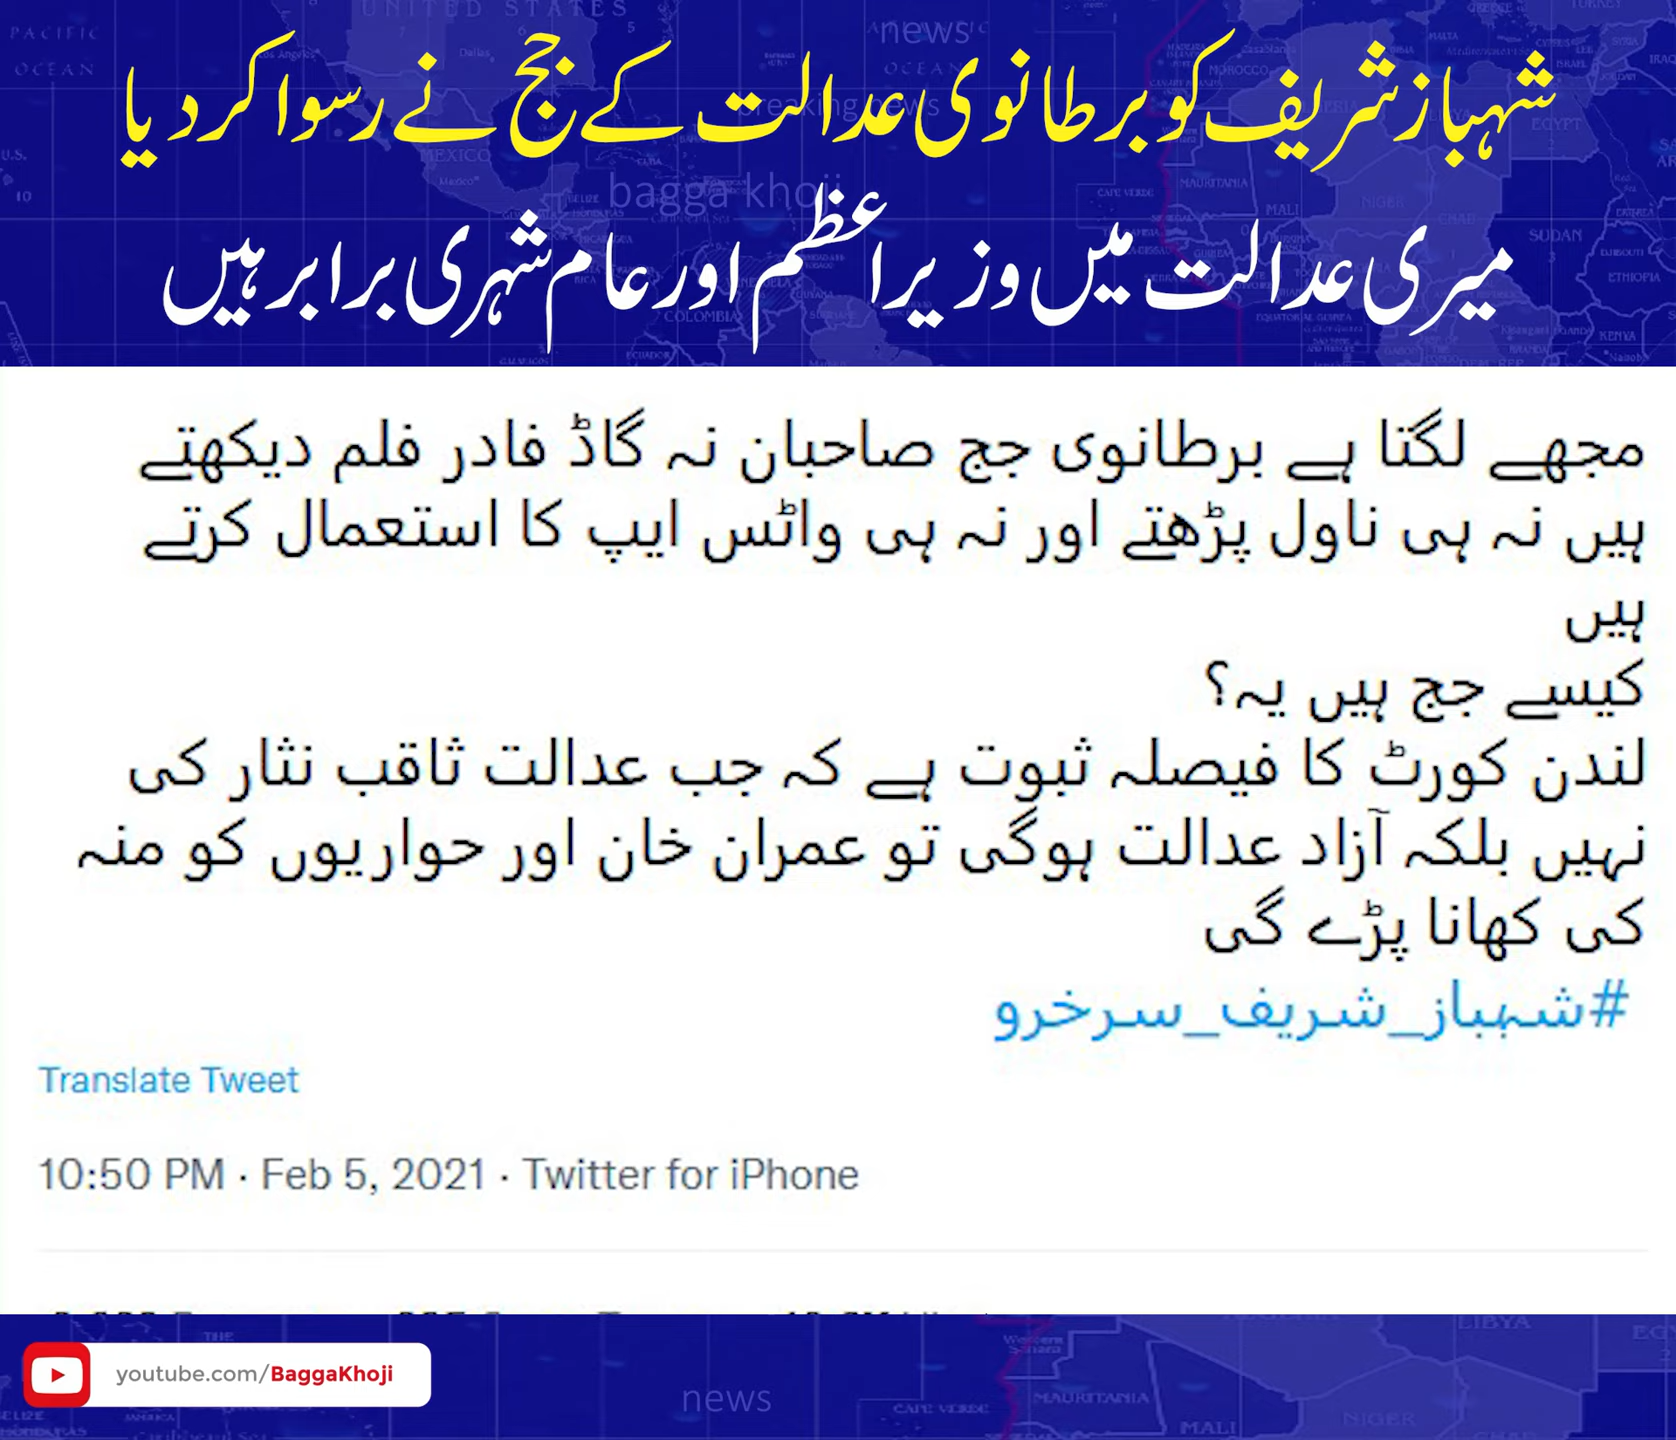 شہباز شریف کو برطانوی عدالت کے جج نے رسوا کر دیا
میری عدالت میں وزیراعظم اور عام شہری برابر ہیں
مجھے لگتا ہے برطانوی جج صاحبان نہ گاڈ فادر فلم دیکھتے
ہیں نہ ہی ناول پڑھتے اور نہ ہی واٹس ایپ کا استعمال کرتے
ہیں
کیسے جج ہیں یہ؟
لندن کورٹ کا فیصلہ ثبوت ہے کہ جب عدالت ثاقب نثار کی
نہیں بلکہ آزاد عدالت ہوگی تو عمران خان اور حواریوں کو منہ
کی کھانا پڑے گی
#شہباز_شریف_سرخرو
Translate Tweet
10:50 PM · Feb 5, 2021 · Twitter for iPhone
youtube.com/BaggaKhoji
news
bagga khoji
news